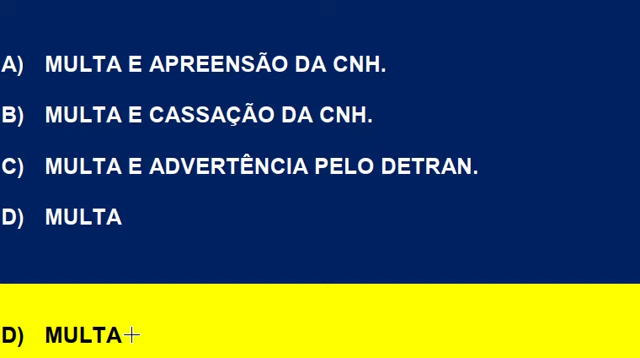 A) MULTA E APREENSÃO DA CNH.
B) MULTA E CASSAÇÃO DA CNH.
C) MULTA E ADVERTÊNCIA PELO DETRAN.
D) MULTA
D) MULTA